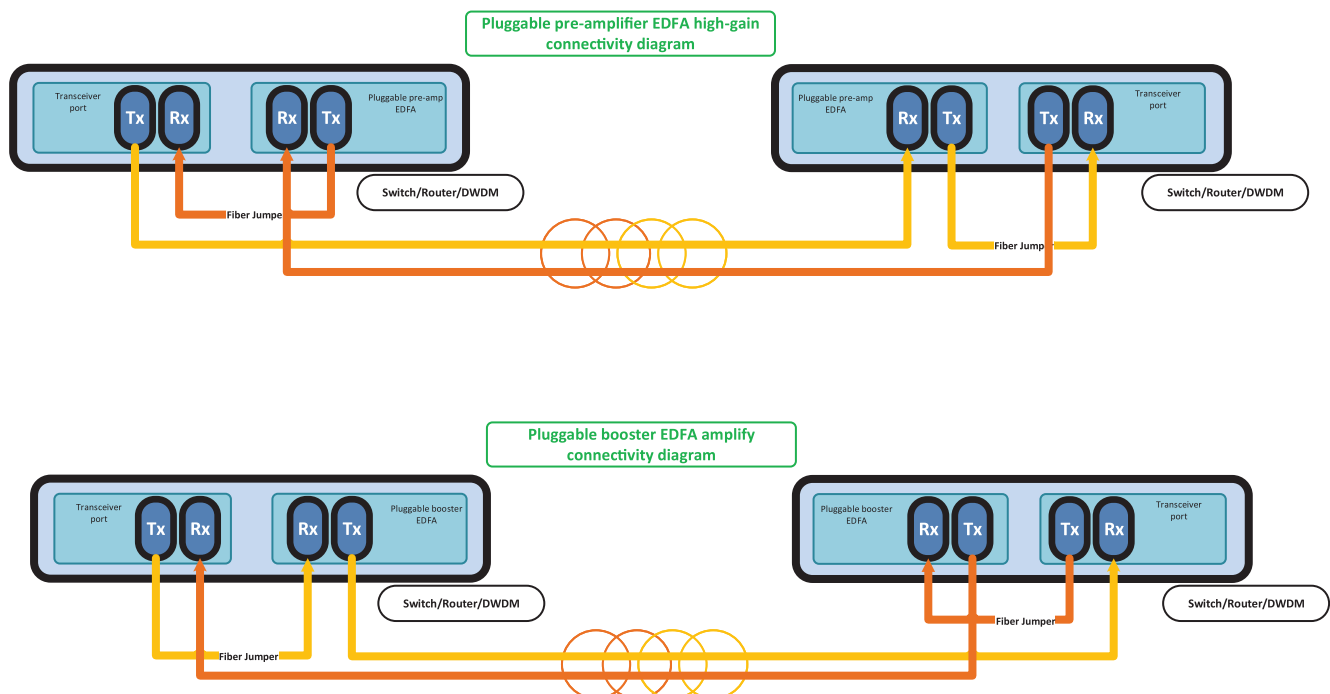 Pluggable pre-amplifier EDFA high-gain
connectivity diagram
Transceiver
port
Tx
Rx
Rx
Tx
Pluggable pre-amp
EDFA
Pluggable pre-amp
EDFA
Rx
Tx
Tx
Rx
Transceiver
port
Switch/Router/DWDM
Switch/Router/DWDM
Fiber Jumpe
Fiber Jumper
Pluggable booster EDFA amplify
connectivity diagram
Transceiver
port
Tx
Rx
Rx
Tx
Pluggable booster
EDFA
Pluggable booster
EDFA
Rx
Tx
Tx
Rx
Transceiver
port
Switch/Router/DWDM
Switch/Router/DWDM
Fiber Jumper
Fiber Jumper